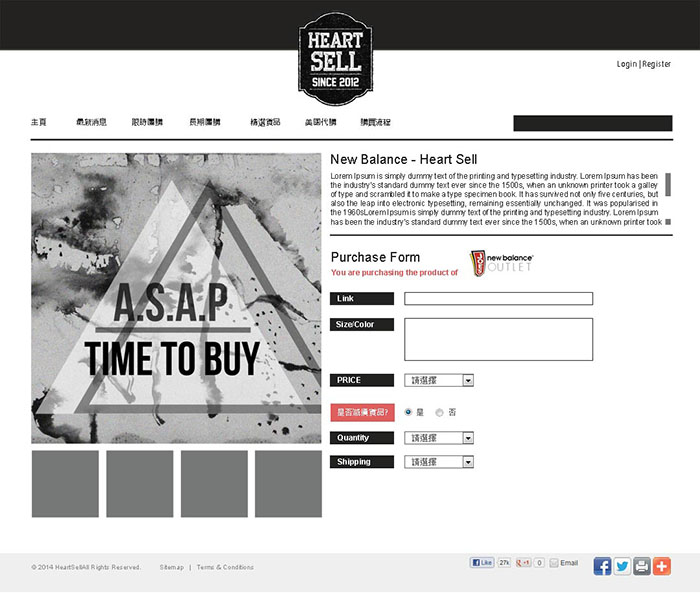 HEART
SELL
SINCE 2012
Login | Register
主頁 最新消息 限時團購 長期團購 精選貨品 美國代購 購買流程
New Balance - Heart Sell
Lorem Ipsum is simply dummy text of the printing and typesetting industry. Lorem Ipsum has been
the industry's standard dummy text ever since the 1500s, when an unknown printer took a galley
of type and scrambled it to make a type specimen book. It has survived not only five centuries, but
also the leap into electronic typesetting, remaining essentially unchanged. It was popularised in
the 1960sLorem Ipsum is simply dummy text of the printing and typesetting industry. Lorem Ipsum
has been the industry's standard dummy text ever since the 1500s, when an unknown printer took
A.S.A.P
TIME TO BUY
Purchase Form
You are purchasing the product of
JOE'S new balance
OUTLET
Link
Size/Color
PRICE 請選擇
是否減價貨品? 是 否
Quantity 請選擇
Shipping 請選擇
© 2014 HeartSellAll Rights Reserved. Sitemap | Terms & Conditions
Like 27k +1 0 Email